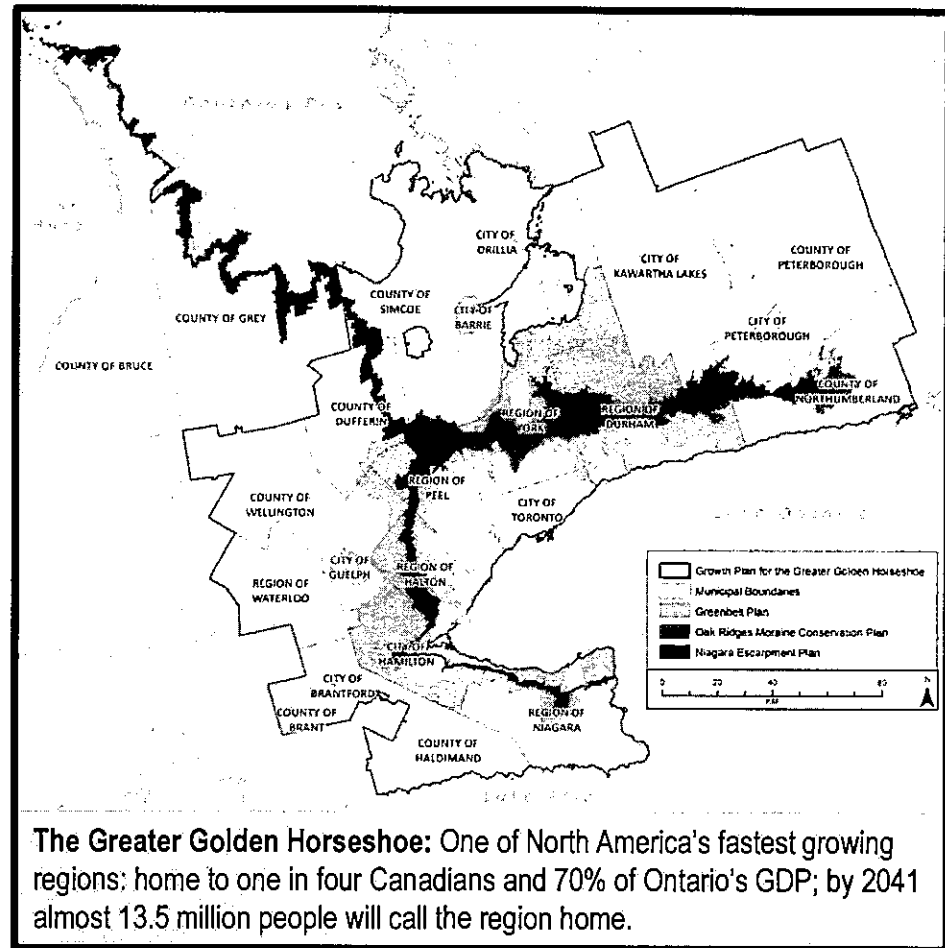 CITY OF
ORILLIA
CITY OF
KAWARTHA LAKES
COUNTY OF
PETERBOROUGH
COUNTY OF
SIMCOE
CITY OF
BARRIE
COUNTY OF GREY
CITY OF
PETERBOROUGH
COUNTY OF BRUCE
COUNTY OF
NORTHUMBERLAND
COUNTY OF
DUFFERIN
REGION OF
YORK
REGION OF
DURHAM
REGION OF
PEEL
COUNTY OF
WELLINGTON
CITY OF
TORONTO
CITY OF
GUELPH
REGION OF
HALTON
REGION OF
WATERLOO
Growth Plan for the Greater Golden Horseshoe
Municipal Boundaries
Greenbelt Plan
Oak Ridges Moraine Conservation Plan
Niagara Escarpment Plan
0 20 40 80
N
CITY OF
HAMILTON
CITY OF
BRANTFORD
COUNTY OF
BRANT
REGION OF
NIAGARA
COUNTY OF
HALDIMAND
The Greater Golden Horseshoe: One of North America's fastest growing
regions; home to one in four Canadians and 70% of Ontario's GDP; by 2041
almost 13.5 million people will call the region home.